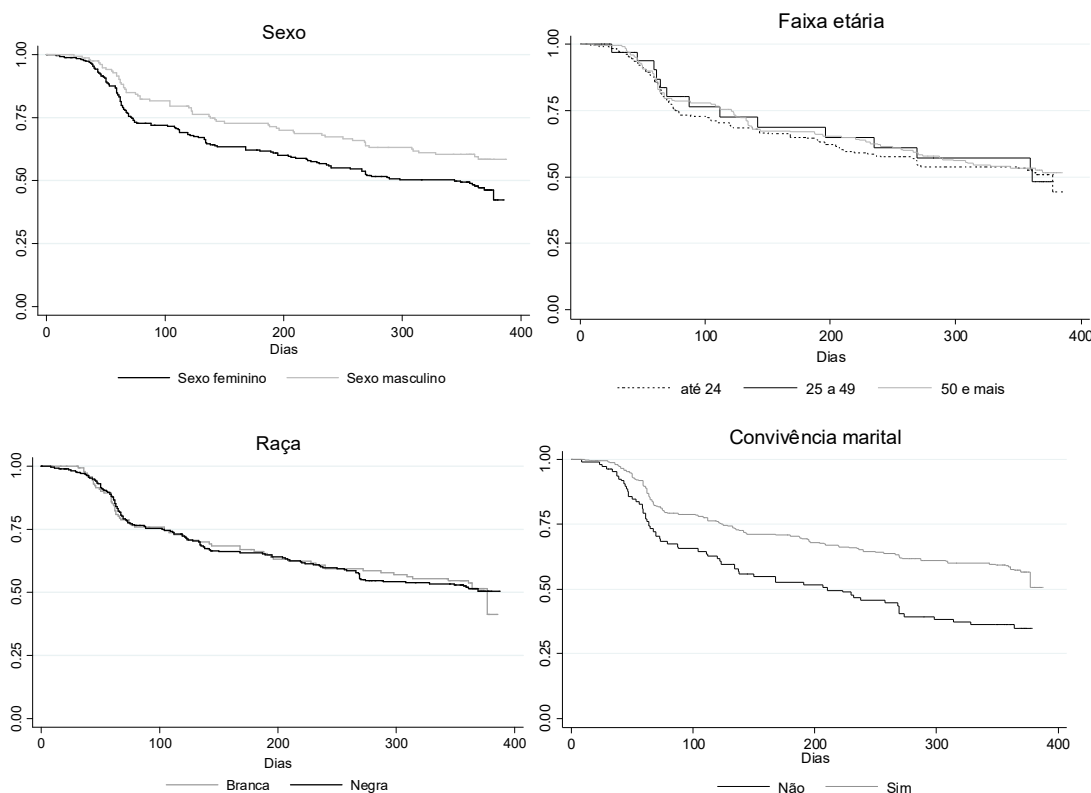 Sexo
1.00
0.75
0.50
0.25
0.00
0 100 200 300 400
Dias
Sexo feminino Sexo masculino
Faixa etária
1.00
0.75
0.50
0.25
0.00
0 100 200 300 400
Dias
até 24 25 a 49 50 e mais
Raça
1.00
0.75
0.50
0.25
0.00
0 100 200 300 400
Dias
Branca Negra
Convivência marital
1.00
0.75
0.50
0.25
0.00
0 100 200 300 400
Dias
Não Sim